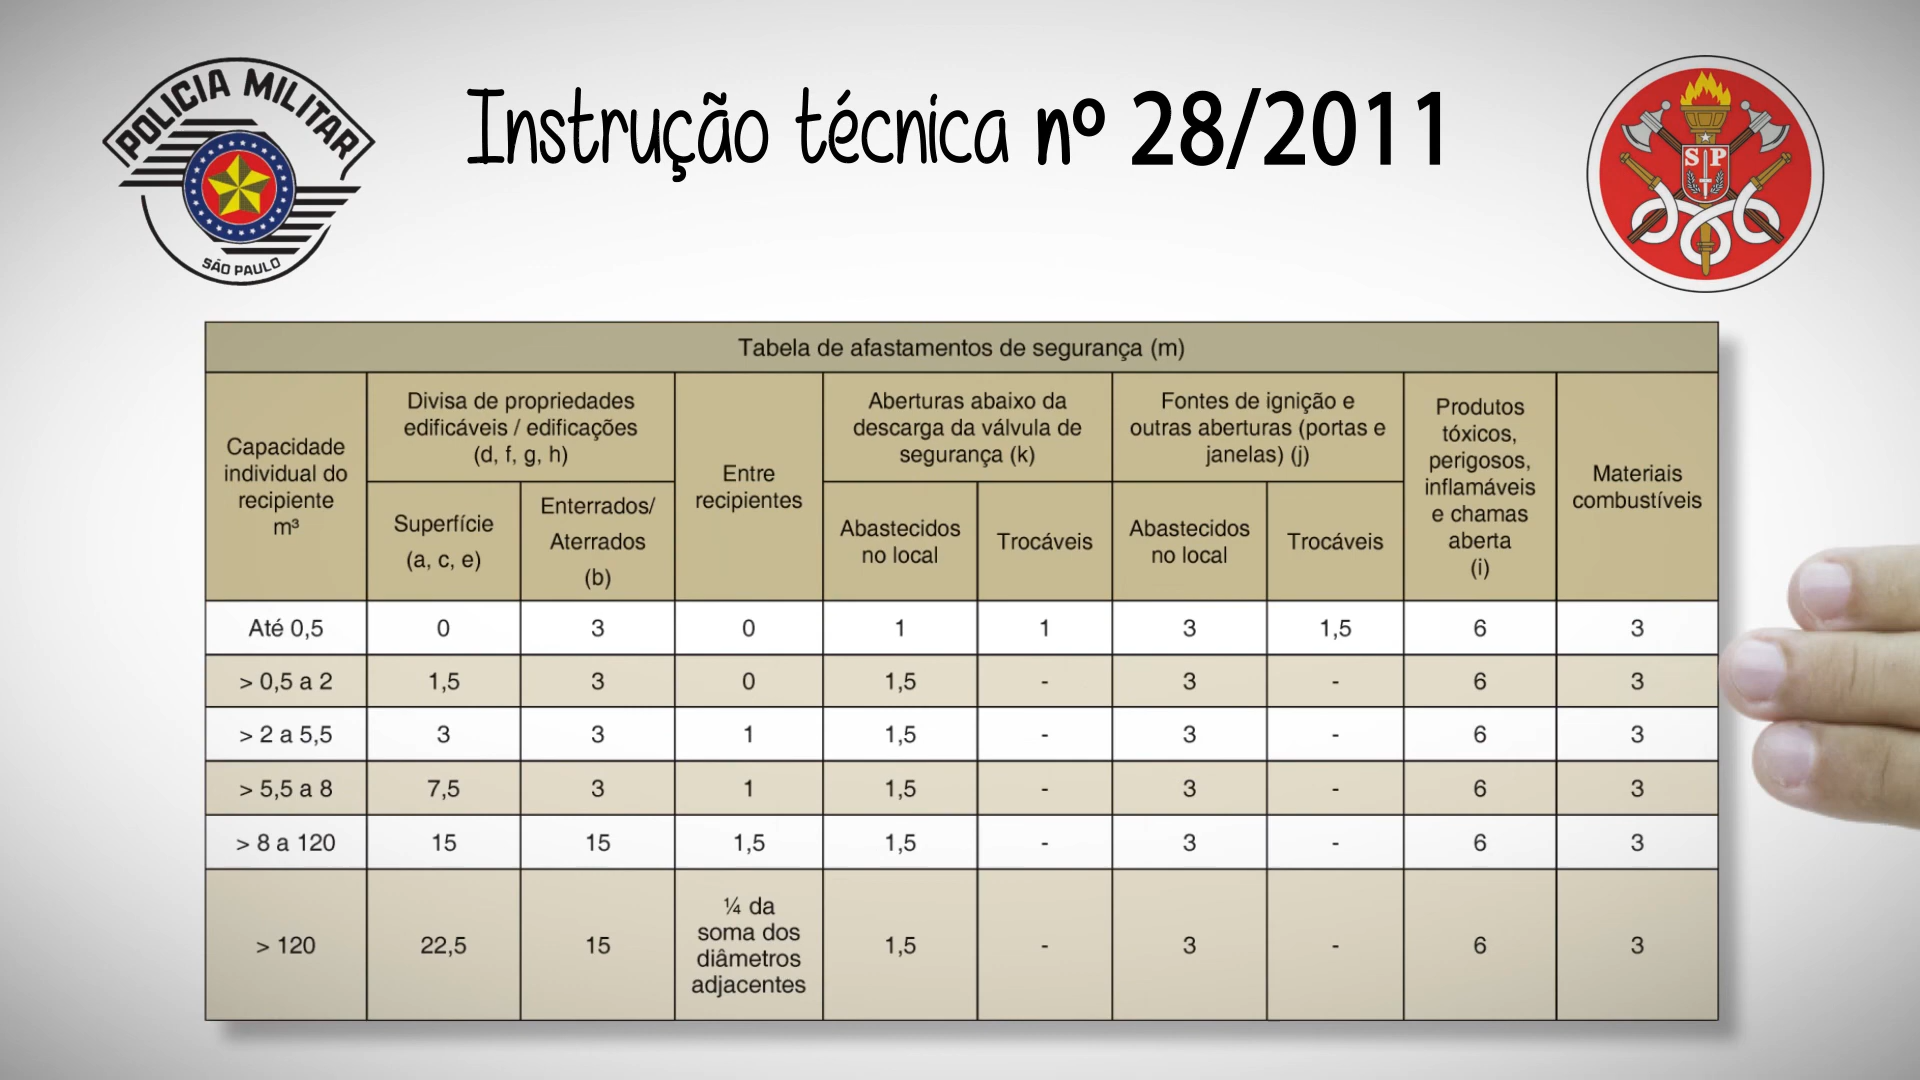 POLICIA MILITAR
SÃO PAULO
Instrução técnica nº 28/2011
SP
Tabela de afastamentos de segurança (m)
Capacidade
individual do
recipiente
m³
Divisa de propriedades
edificáveis / edificações
(d, f, g, h)
Superfície
(a, c, e)
Enterrados/
Aterrados
(b)
Entre
recipientes
Aberturas abaixo da
descarga da válvula de
segurança (k)
Abastecidos
no local
Trocáveis
Fontes de ignição e
outras aberturas (portas e
janelas) (j)
Abastecidos
no local
Trocáveis
Produtos
tóxicos,
perigosos,
inflamáveis
e chamas
aberta
(i)
Materiais
combustíveis
Até 0,5 0 3 0 1 1 3 1,5 6 3
> 0,5 a 2 1,5 3 0 1,5 - 3 - 6 3
> 2 a 5,5 3 3 1 1,5 - 3 - 6 3
> 5,5 a 8 7,5 3 1 1,5 - 3 - 6 3
> 8 a 120 15 15 1,5 1,5 - 3 - 6 3
> 120 22,5 15
¼ da
soma dos
diâmetros
adjacentes
1,5 - 3 - 6 3